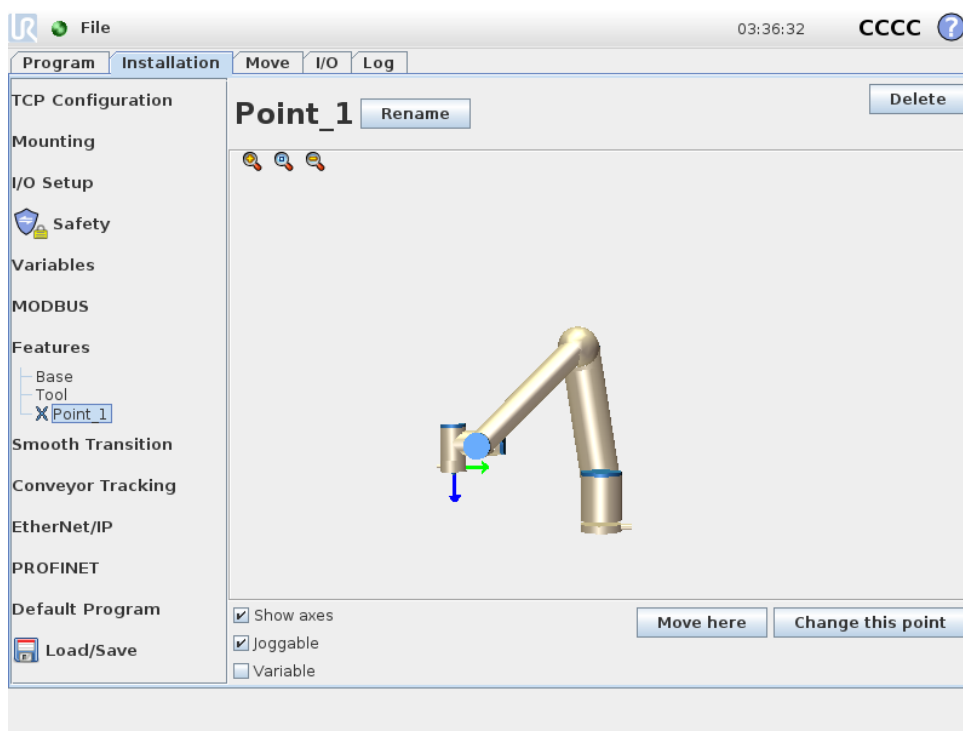 UR File 03:36:32 CCCC ?
Program Installation Move I/O Log
TCP Configuration
Mounting
I/O Setup
Safety
Variables
MODBUS
Features
Base
Tool
Point_1
Smooth Transition
Conveyor Tracking
EtherNet/IP
PROFINET
Default Program
Load/Save
Point_1 Rename Delete
Show axes
Joggable
Variable
Move here Change this point